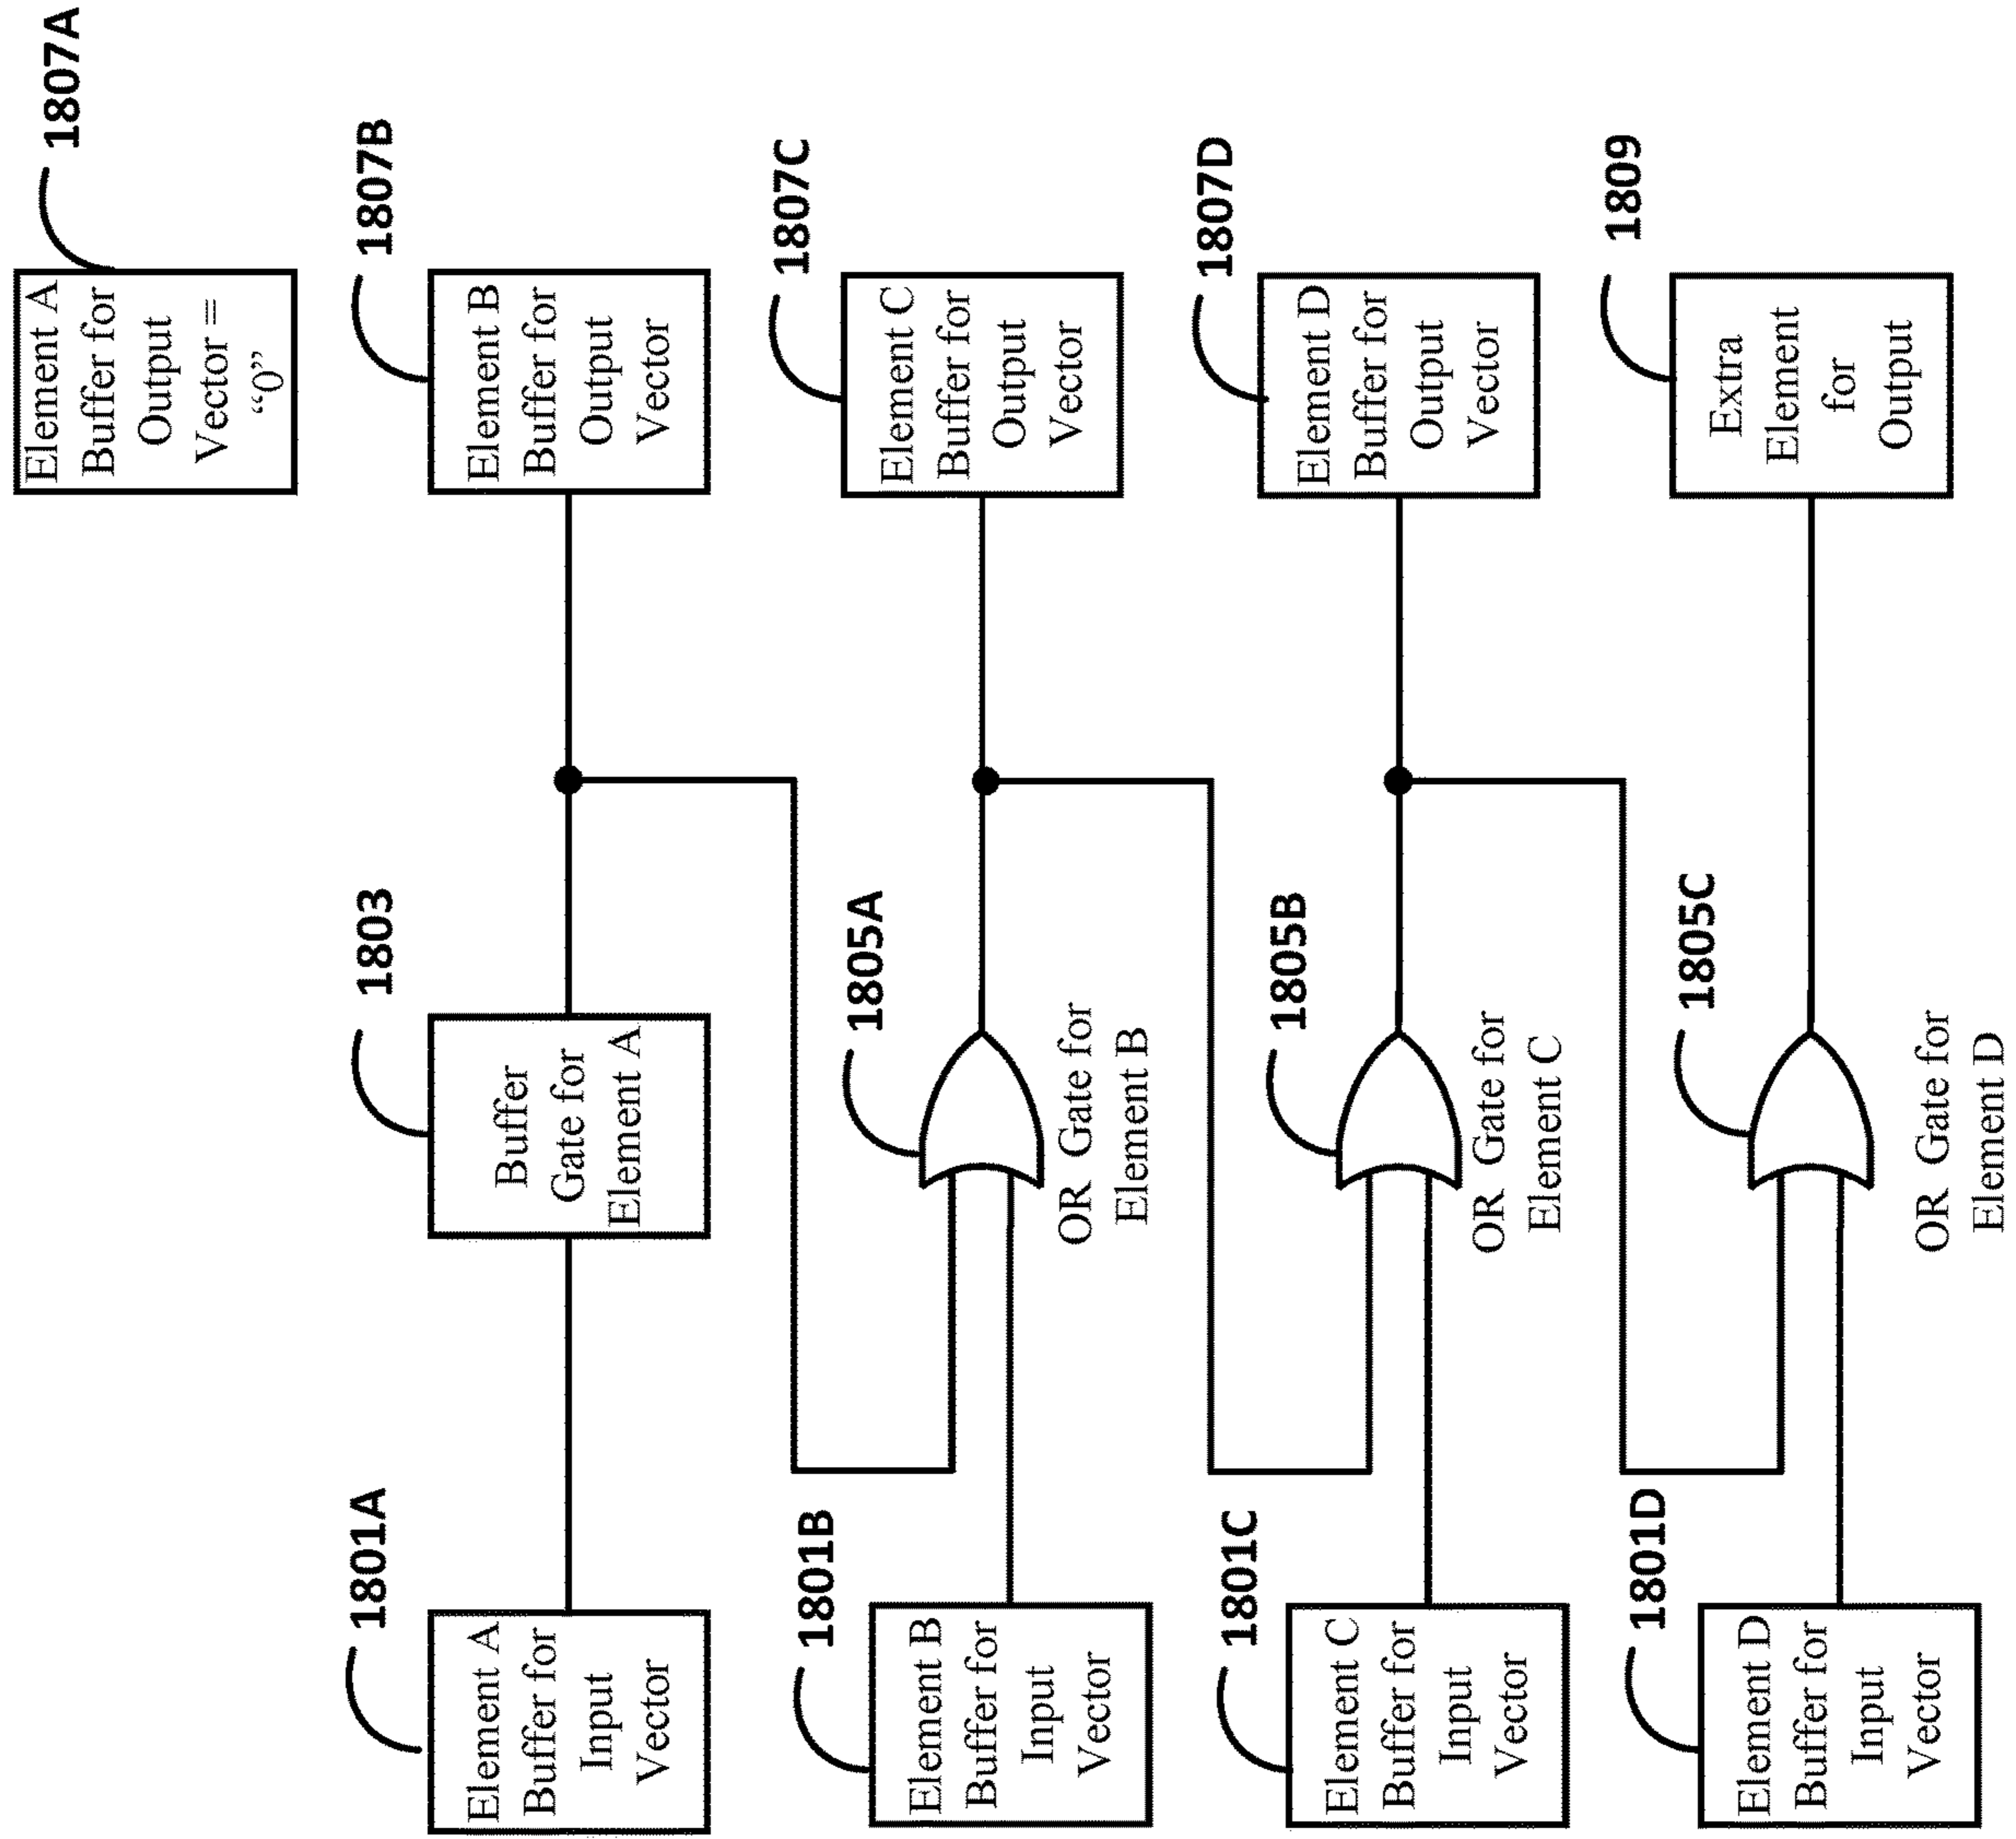 1807A
Element A
Buffer for
Output
Vector =
“0”
1801A
Element A
Buffer for
Input
Vector
1803
Buffer
Gate for
Element A
1807B
Element B
Buffer for
Output
Vector
1801B
Element B
Buffer for
Input
Vector
1805A
OR Gate for
Element B
1807C
Element C
Buffer for
Output
Vector
1801C
Element C
Buffer for
Input
Vector
1805B
OR Gate for
Element C
1807D
Element D
Buffer for
Output
Vector
1801D
Element D
Buffer for
Input
Vector
1805C
OR Gate for
Element D
1809
Extra
Element
for
Output